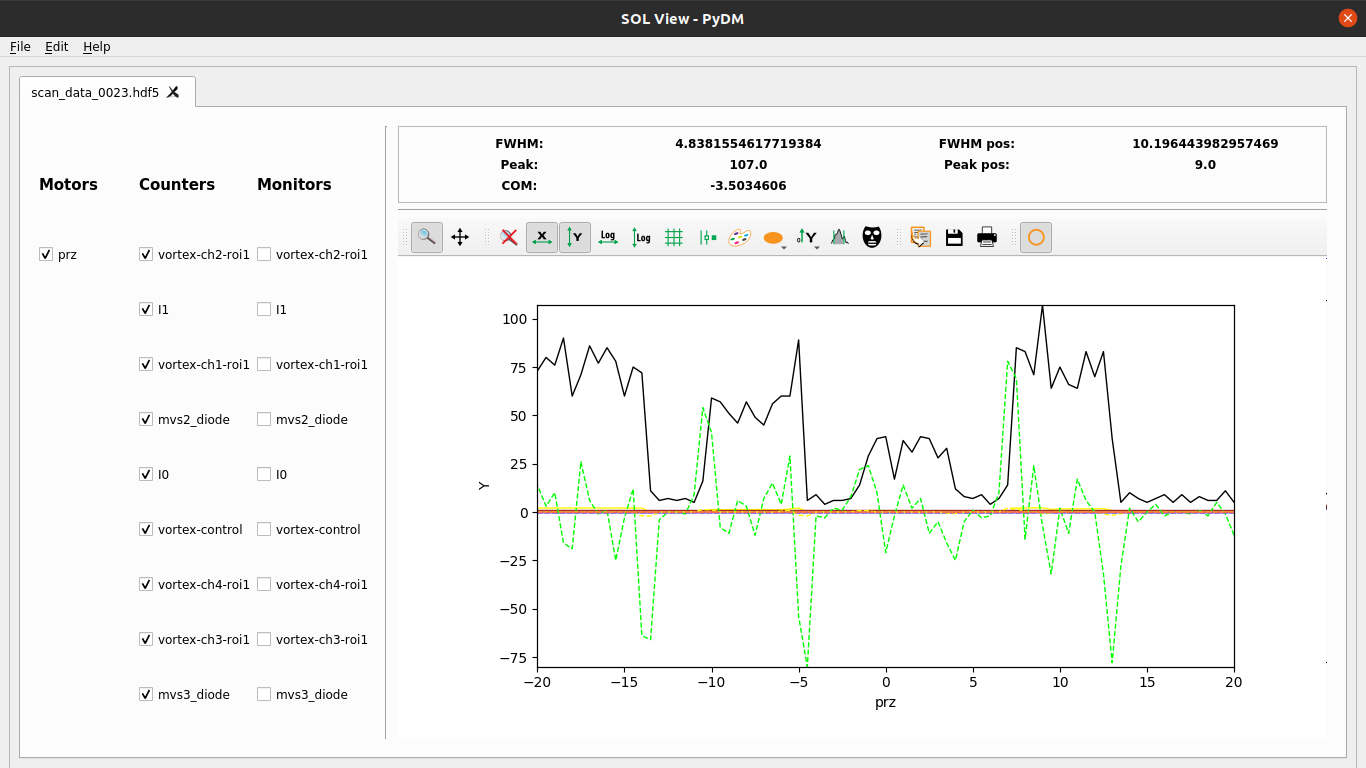 SOL View - PyDM
File Edit Help
scan_data_0023.hdf5
Motors Counters Monitors
prz vortex-ch2-roi1 vortex-ch2-roi1
I1 I1
vortex-ch1-roi1 vortex-ch1-roi1
mvs2_diode mvs2_diode
I0 I0
vortex-control vortex-control
vortex-ch4-roi1 vortex-ch4-roi1
vortex-ch3-roi1 vortex-ch3-roi1
mvs3_diode mvs3_diode
FWHM: 4.8381554617719384 FWHM pos: 10.196443982957469
Peak: 107.0 Peak pos: 9.0
COM: -3.5034606
X Y Log Log Y
100
75
50
25
0
−25
−50
−75
Y
−20 −15 −10 −5 0 5 10 15 20
prz